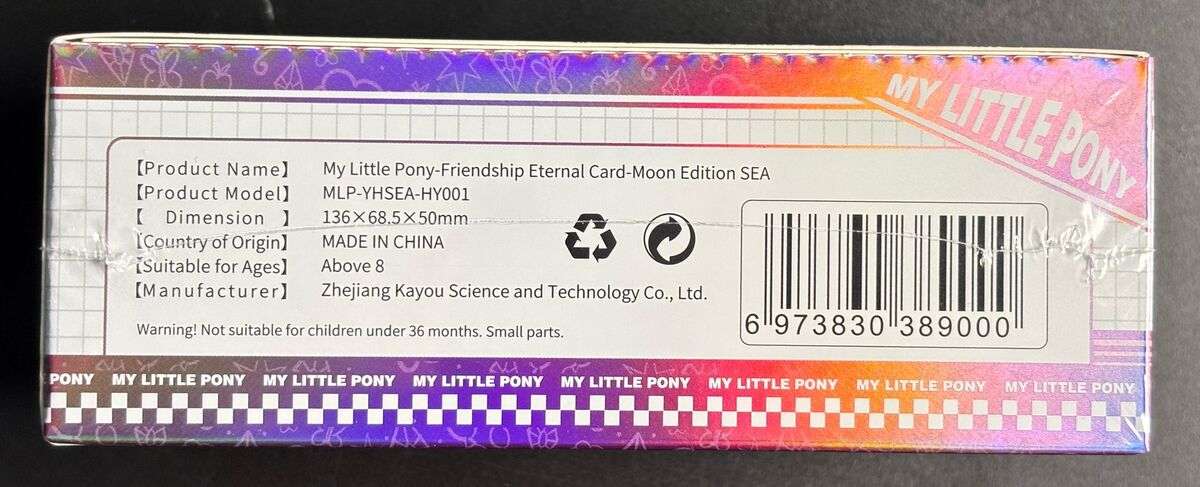 MY LITTLE PONY
【Product Name】 My Little Pony-Friendship Eternal Card-Moon Edition SEA
【Product Model】 MLP-YHSEA-HY001
【 Dimension 】 136×68.5×50mm
【Country of Origin】 MADE IN CHINA
【Suitable for Ages】 Above 8
【Manufacturer】 Zhejiang Kayou Science and Technology Co., Ltd.
Warning! Not suitable for children under 36 months. Small parts.
6 973830 389000
PONY MY LITTLE PONY MY LITTLE PONY MY LITTLE PONY MY LITTLE PONY MY LITTLE PONY MY LITTLE PONY MY LITTLE PONY